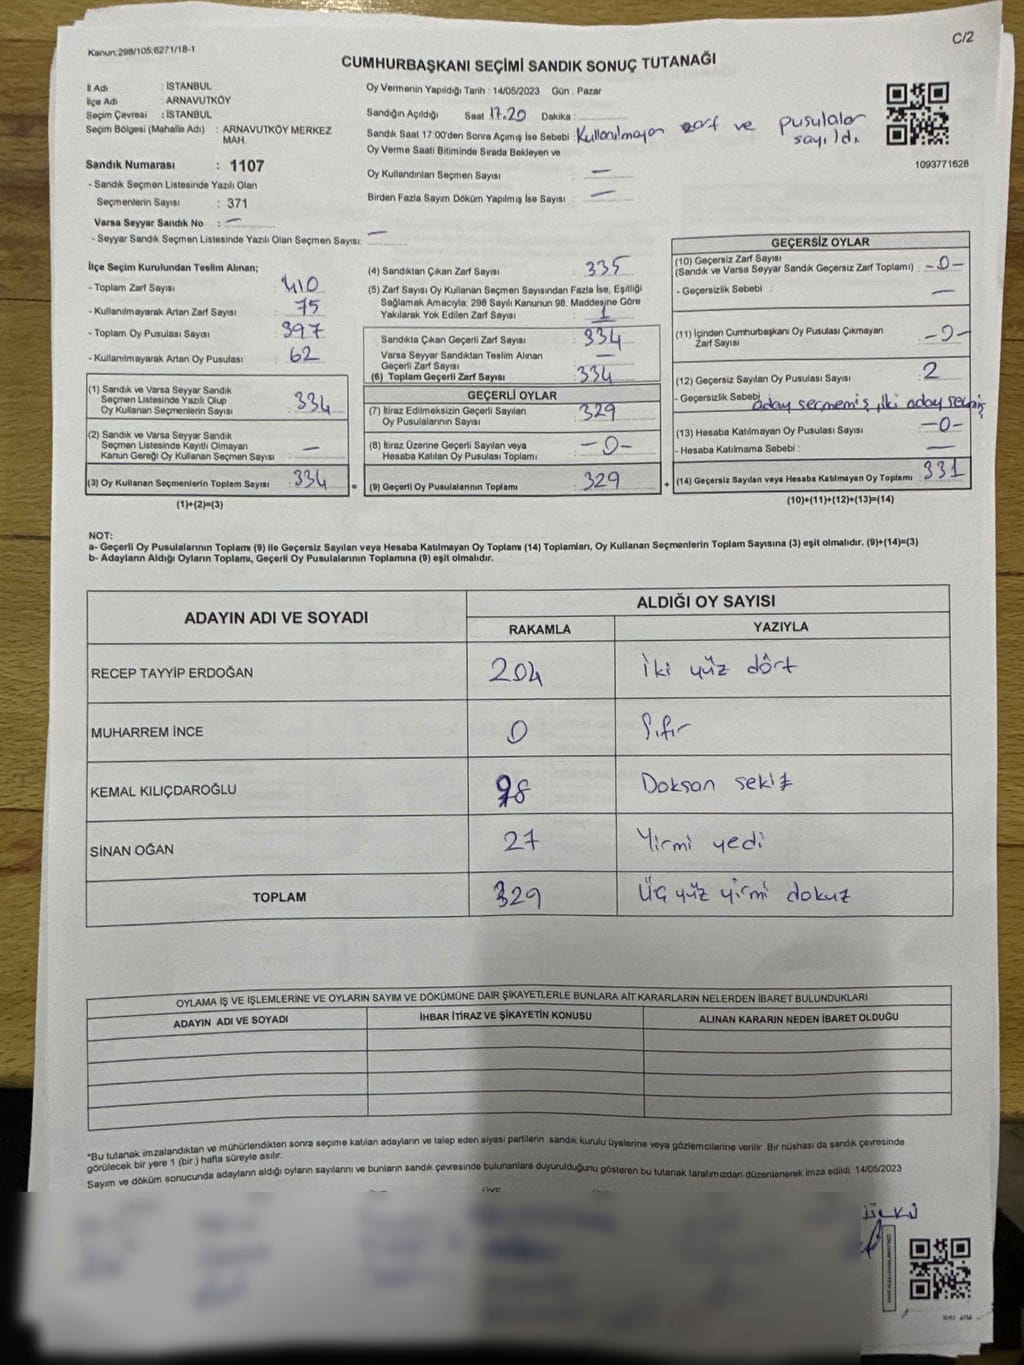 Kanun:298/105;6271/18-1
C/2
CUMHURBAŞKANI SEÇİMİ SANDIK SONUÇ TUTANAĞI
İl Adı : İSTANBUL
İlçe Adı : ARNAVUTKÖY
Seçim Çevresi : İSTANBUL
Seçim Bölgesi (Mahalle Adı) : ARNAVUTKÖY MERKEZ
MAH.
Sandık Numarası : 1107
- Sandık Seçmen Listesinde Yazılı Olan
Seçmenlerin Sayısı : 371
Varsa Seyyar Sandık No : —
- Seyyar Sandık Seçmen Listesinde Yazılı Olan Seçmen Sayısı: —
Oy Vermenin Yapıldığı Tarih : 14/05/2023 Gün : Pazar
Sandığın Açıldığı Saat 17.20 Dakika :
Sandık Saat 17:00'den Sonra Açımış İse Sebebi Kullanılmayan zarf ve pusulalar
sayıldı.
Oy Verme Saati Bitiminde Sırada Bekleyen ve
Oy Kullandırılan Seçmen Sayısı : —
Birden Fazla Sayım Döküm Yapılmış İse Sayısı : —
1093771628
İlçe Seçim Kurulundan Teslim Alınan;
- Toplam Zarf Sayısı : 410
- Kullanılmayarak Artan Zarf Sayısı : 75
- Toplam Oy Pusulası Sayısı : 397
- Kullanılmayarak Artan Oy Pusulası : 62
(1) Sandık ve Varsa Seyyar Sandık
Seçmen Listesinde Yazılı Olup
Oy Kullanan Seçmenlerin Sayısı : 334
(2) Sandık ve Varsa Seyyar Sandık
Seçmen Listesinde Kayıtlı Olmayan
Kanun Gereği Oy Kullanan Seçmen Sayısı : —
(3) Oy Kullanan Seçmenlerin Toplam Sayısı : 334
(1)+(2)=(3)
=
(4) Sandıktan Çıkan Zarf Sayısı : 335
(5) Zarf Sayısı Oy Kullanan Seçmen Sayısından Fazla İse, Eşitliği
Sağlamak Amacıyla; 298 Sayılı Kanunun 98. Maddesine Göre
Yakılarak Yok Edilen Zarf Sayısı : 1
Sandıkta Çıkan Geçerli Zarf Sayısı : 334
Varsa Seyyar Sandıktan Teslim Alınan
Geçerli Zarf Sayısı : —
(6) Toplam Geçerli Zarf Sayısı : 334
GEÇERLİ OYLAR
(7) İtiraz Edilmeksizin Geçerli Sayılan
Oy Pusulalarının Sayısı : 329
(8) İtiraz Üzerine Geçerli Sayılan veya
Hesaba Katılan Oy Pusulası Toplamı : —0—
(9) Geçerli Oy Pusulalarının Toplamı : 329
+
GEÇERSİZ OYLAR
(10) Geçersiz Zarf Sayısı
(Sandık ve Varsa Seyyar Sandık Geçersiz Zarf Toplamı) : —0—
- Geçersizlik Sebebi : —
(11) İçinden Cumhurbaşkanı Oy Pusulası Çıkmayan
Zarf Sayısı : —0—
(12) Geçersiz Sayılan Oy Pusulası Sayısı : 2
- Geçersizlik Sebebi aday seçmemiş, iki aday seçmiş
(13) Hesaba Katılmayan Oy Pusulası Sayısı : —0—
- Hesaba Katılmama Sebebi : —
(14) Geçersiz Sayılan veya Hesaba Katılmayan Oy Toplamı : 331
(10)+(11)+(12)+(13)=(14)
NOT:
a- Geçerli Oy Pusulalarının Toplamı (9) ile Geçersiz Sayılan veya Hesaba Katılmayan Oy Toplamı (14) Toplamları, Oy Kullanan Seçmenlerin Toplam Sayısına (3) eşit olmalıdır. (9)+(14)=(3)
b- Adayların Aldığı Oyların Toplamı, Geçerli Oy Pusulalarının Toplamına (9) eşit olmalıdır.
ADAYIN ADI VE SOYADI ALDIĞI OY SAYISI
RAKAMLA YAZIYLA
RECEP TAYYİP ERDOĞAN 204 İki yüz dört
MUHARREM İNCE 0 Sıfır
KEMAL KILIÇDAROĞLU 98 Doksan sekiz
SİNAN OĞAN 27 Yirmi yedi
TOPLAM 329 Üç yüz yirmi dokuz
OYLAMA İŞ VE İŞLEMLERİNE VE OYLARIN SAYIM VE DÖKÜMÜNE DAİR ŞİKAYETLERLE BUNLARA AİT KARARLARIN NELERDEN İBARET BULUNDUKLARI
ADAYIN ADI VE SOYADI İHBAR İTİRAZ VE ŞİKAYETİN KONUSU ALINAN KARARIN NEDEN İBARET OLDUĞU
*Bu tutanak imzalandıktan ve mühürlendikten sonra seçime katılan adayların ve talep eden siyasi partilerin sandık kurulu üyelerine veya gözlemcilerine verilir. Bir nüshası da sandık çevresinde
görülecek bir yere 1 (bir) hafta süreyle asılır.
Sayım ve döküm sonucunda adayların aldığı oyların sayılarını ve bunların sandık çevresinde bulunanlara duyurulduğunu gösteren bu tutanak tarafımızdan düzenlenerek imza edildi. 14/05/2023